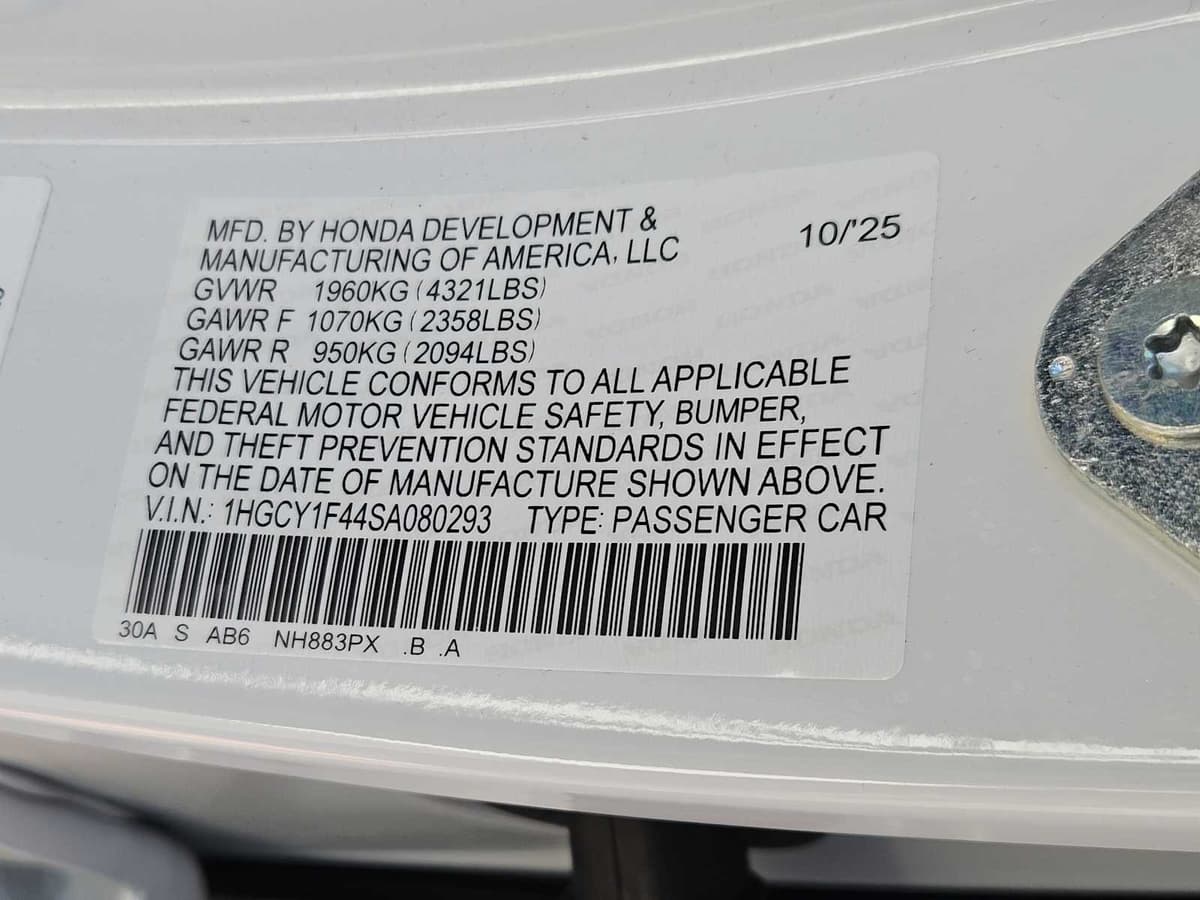 MFD. BY HONDA DEVELOPMENT & 10/'25
MANUFACTURING OF AMERICA, LLC
GVWR 1960KG (4321LBS)
GAWR F 1070KG (2358LBS)
GAWR R 950KG (2094LBS)
THIS VEHICLE CONFORMS TO ALL APPLICABLE
FEDERAL MOTOR VEHICLE SAFETY, BUMPER,
AND THEFT PREVENTION STANDARDS IN EFFECT
ON THE DATE OF MANUFACTURE SHOWN ABOVE.
V.I.N.: 1HGCY1F44SA080293 TYPE: PASSENGER CAR
30A S AB6 NH883PX .B .A